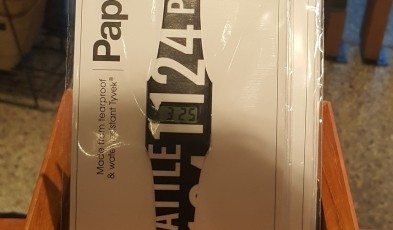 Pap
Made from tearproof
& water resistant Tyvek®
1124 P
3:25
ATTLE